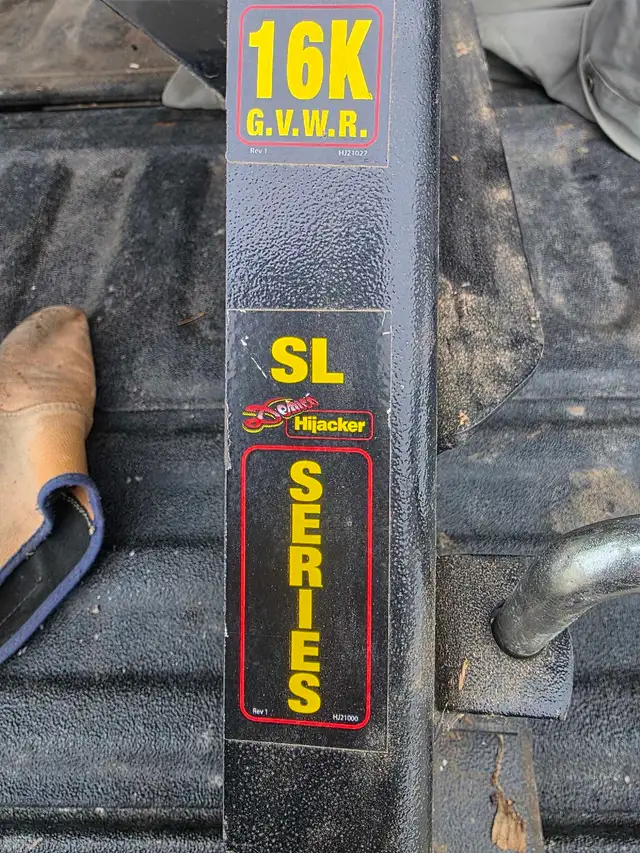 16K
G.V.W.R.
Rev 1 HJ21027
SL
Demco
Hijacker
SERIES
Rev 1 HJ21000